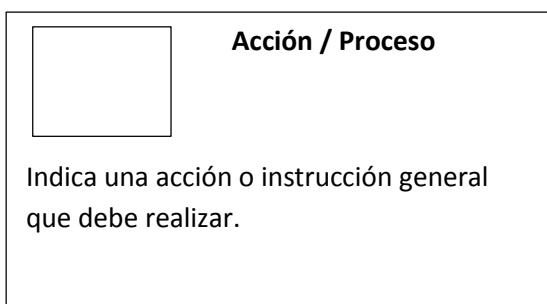 Acción / Proceso
Indica una acción o instrucción general
que debe realizar.